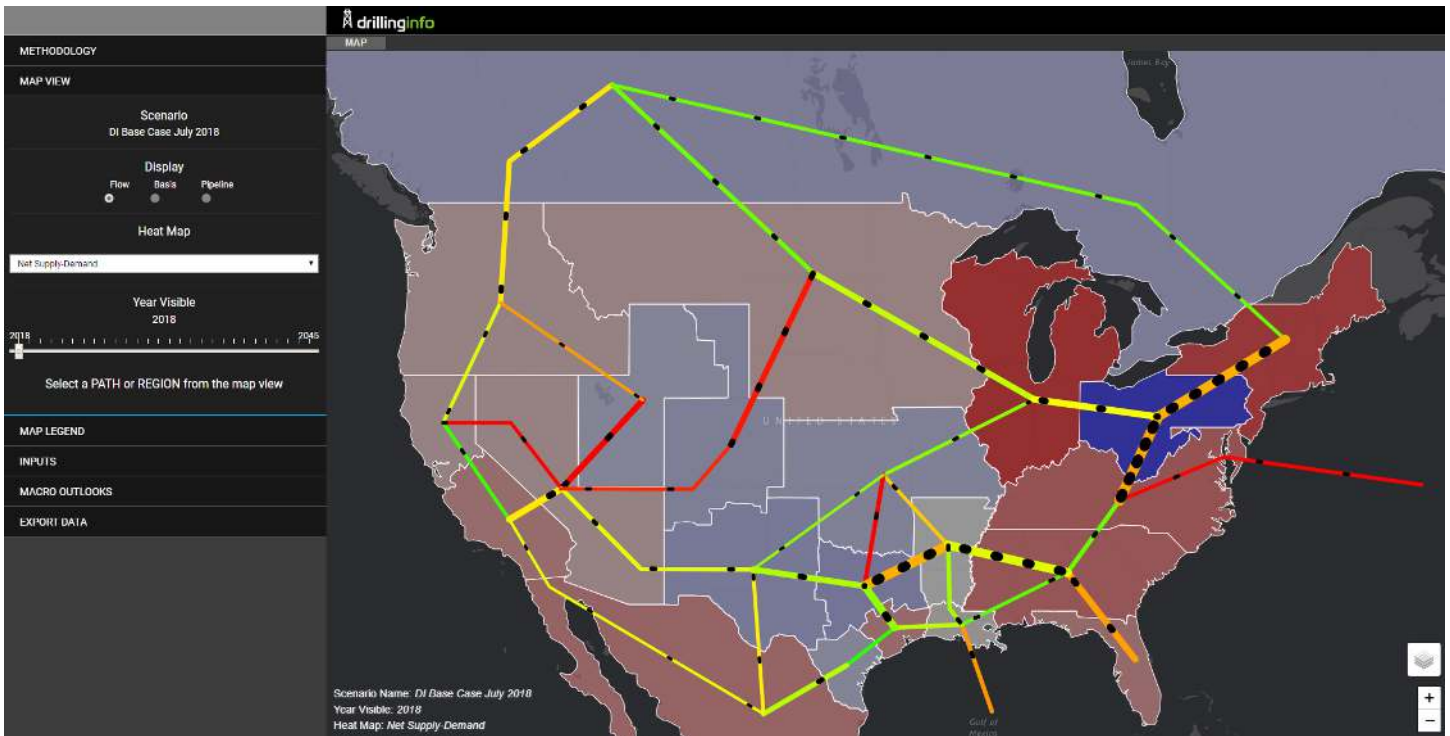 drillinginfo
MAP
METHODOLOGY
MAP VIEW
Scenario
DI Base Case July 2018
Display
Flow Basis Pipeline
Heat Map
Net Supply-Demand
Year Visible
2018
2018 2045
Select a PATH or REGION from the map view
MAP LEGEND
INPUTS
MACRO OUTLOOKS
EXPORT DATA
James Bay
UNITED STATES
Scenario Name: DI Base Case July 2018
Year Visible: 2018
Heat Map: Net Supply-Demand
Gulf of
Mexico
+
−